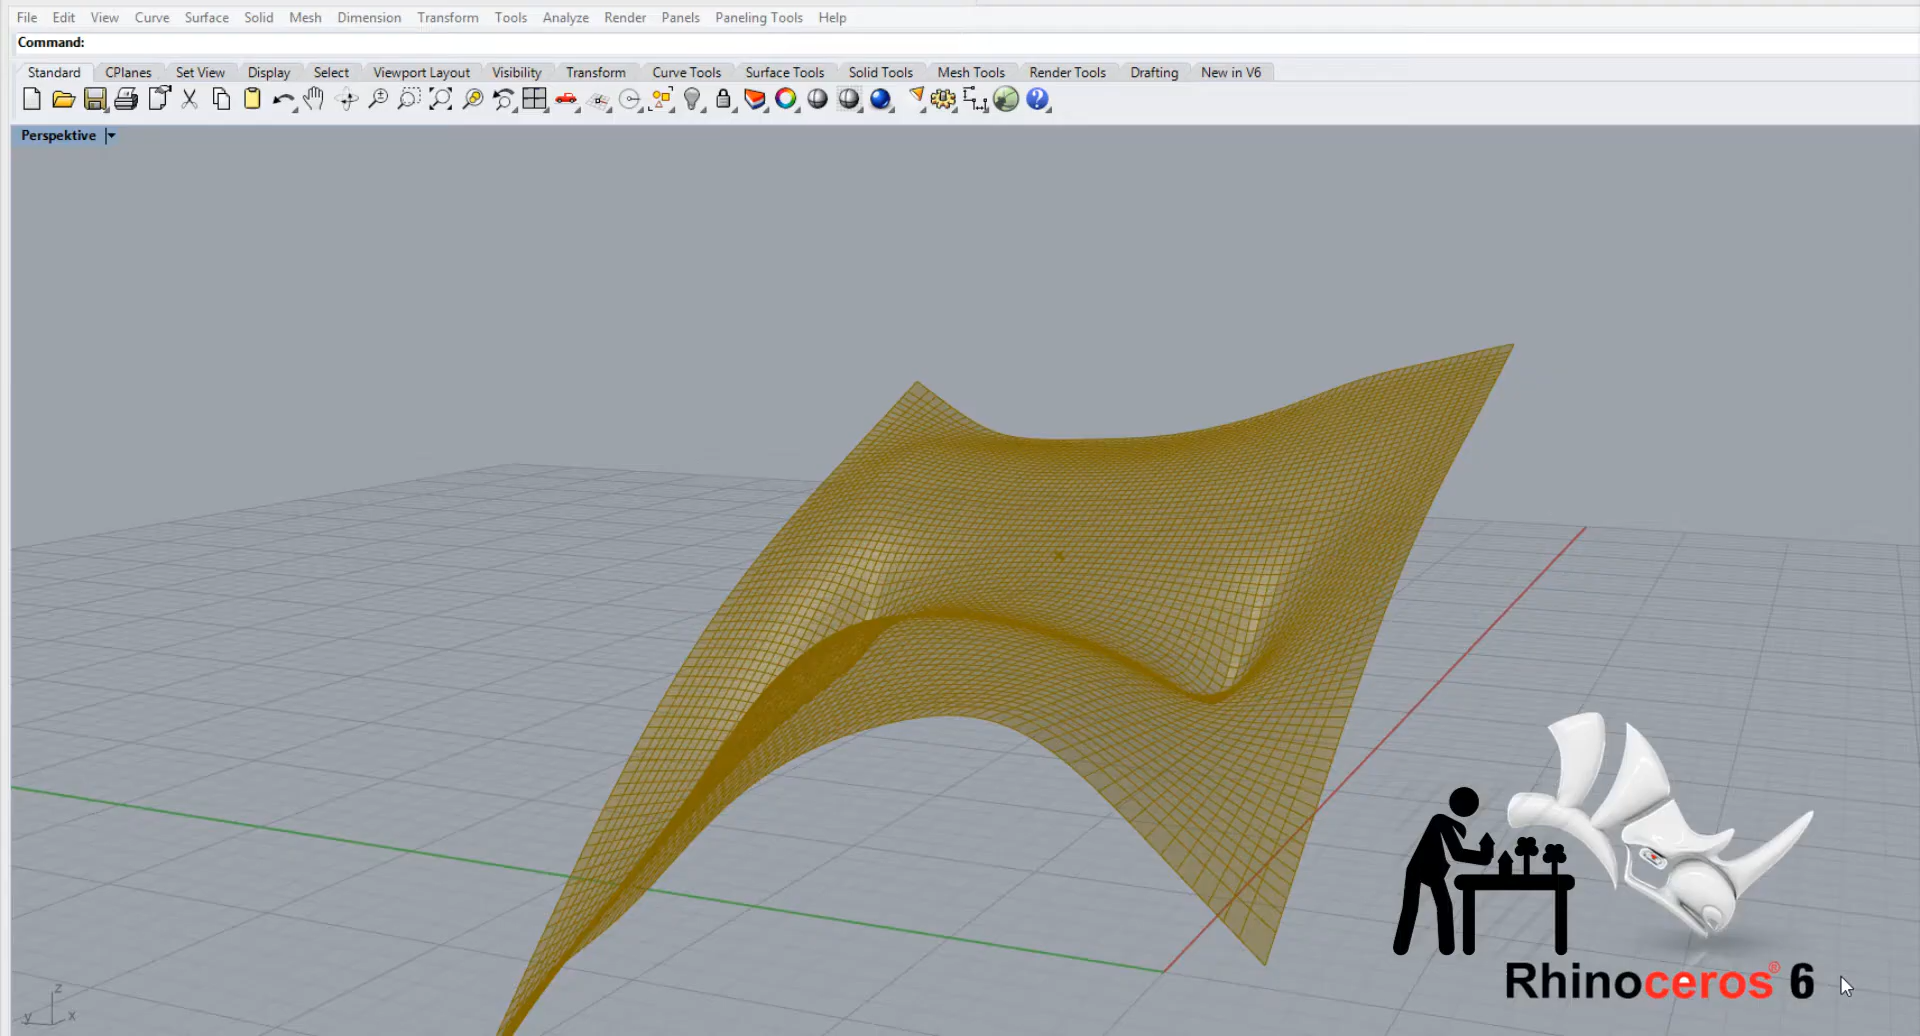 File Edit View Curve Surface Solid Mesh Dimension Transform Tools Analyze Render Panels Paneling Tools Help
Command:
Standard CPlanes Set View Display Select Viewport Layout Visibility Transform Curve Tools Surface Tools Solid Tools Mesh Tools Render Tools Drafting New in V6
Perspektive
Rhinoceros® 6
z
y x